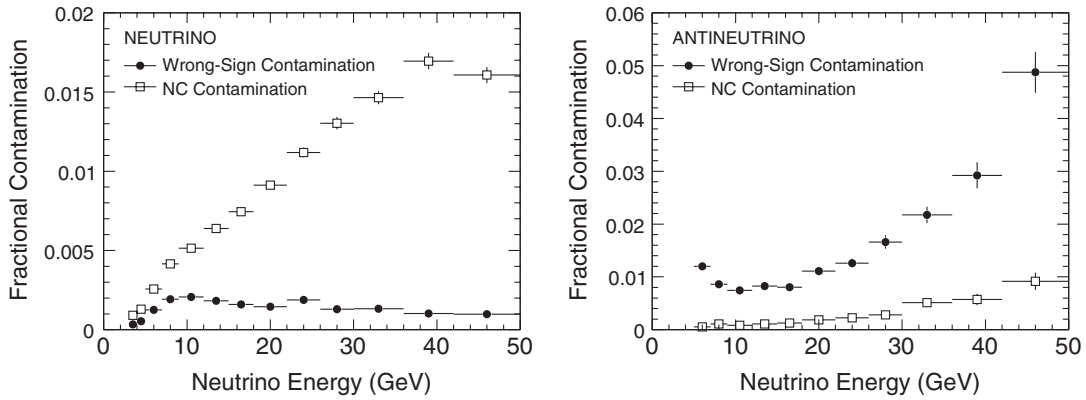 NEUTRINO
Wrong-Sign Contamination
NC Contamination
Fractional Contamination
0.02
0.015
0.01
0.005
0
0 10 20 30 40 50
Neutrino Energy (GeV)
ANTINEUTRINO
Wrong-Sign Contamination
NC Contamination
Fractional Contamination
0.06
0.05
0.04
0.03
0.02
0.01
0
0 10 20 30 40 50
Neutrino Energy (GeV)